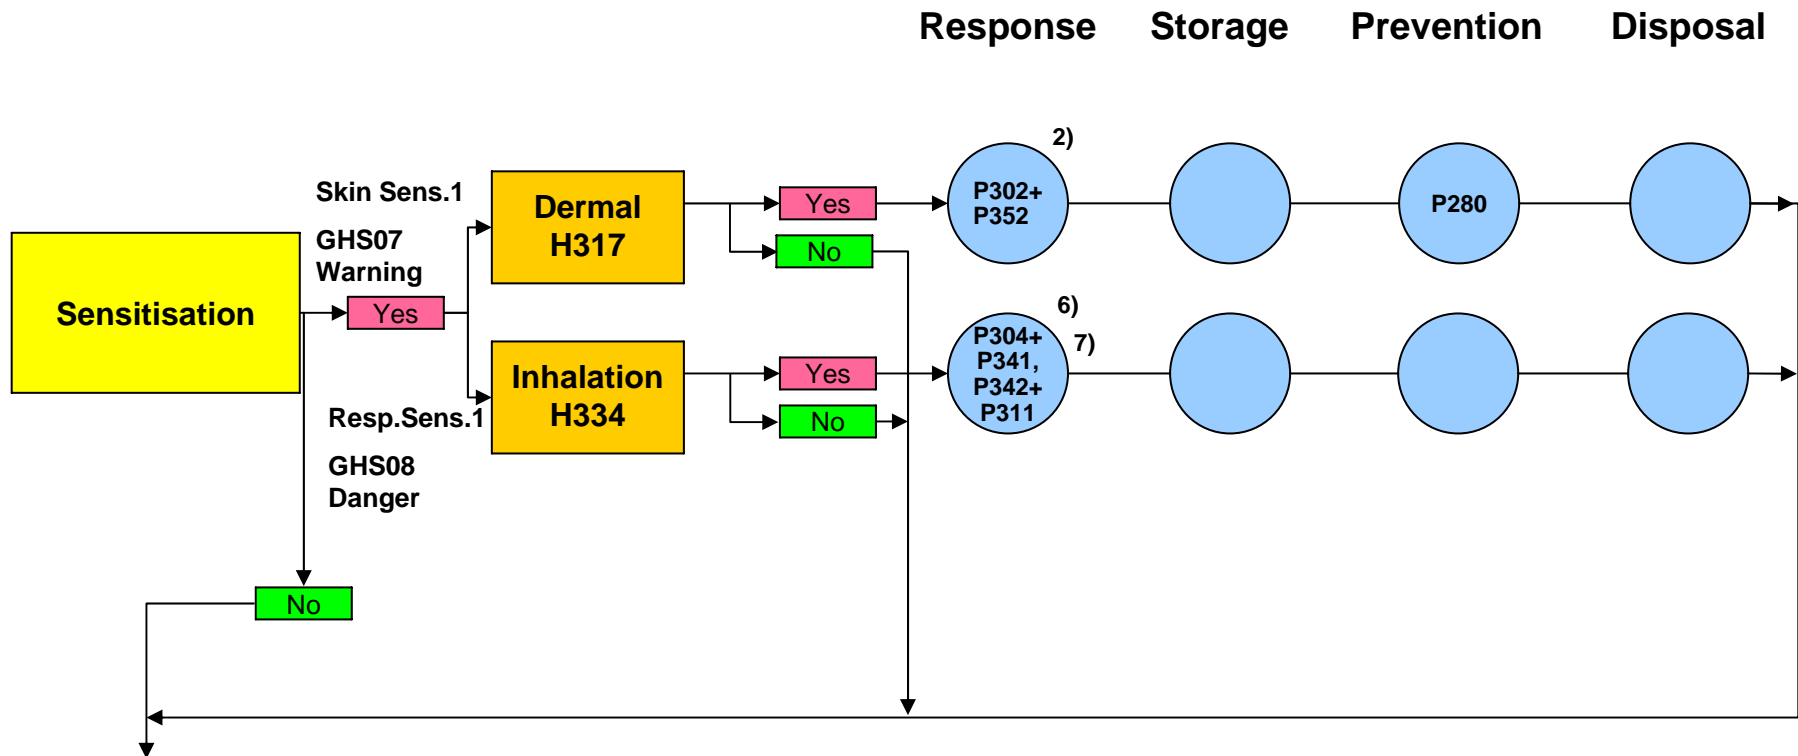 Response Storage Prevention Disposal
2)
Skin Sens.1
Dermal
H317
Yes
P302+
P352
P280
GHS07
Warning
No
Sensitisation
Yes
6)
7)
Inhalation
H334
Yes
P304+
P341,
P342+
P311
No
Resp.Sens.1
GHS08
Danger
No